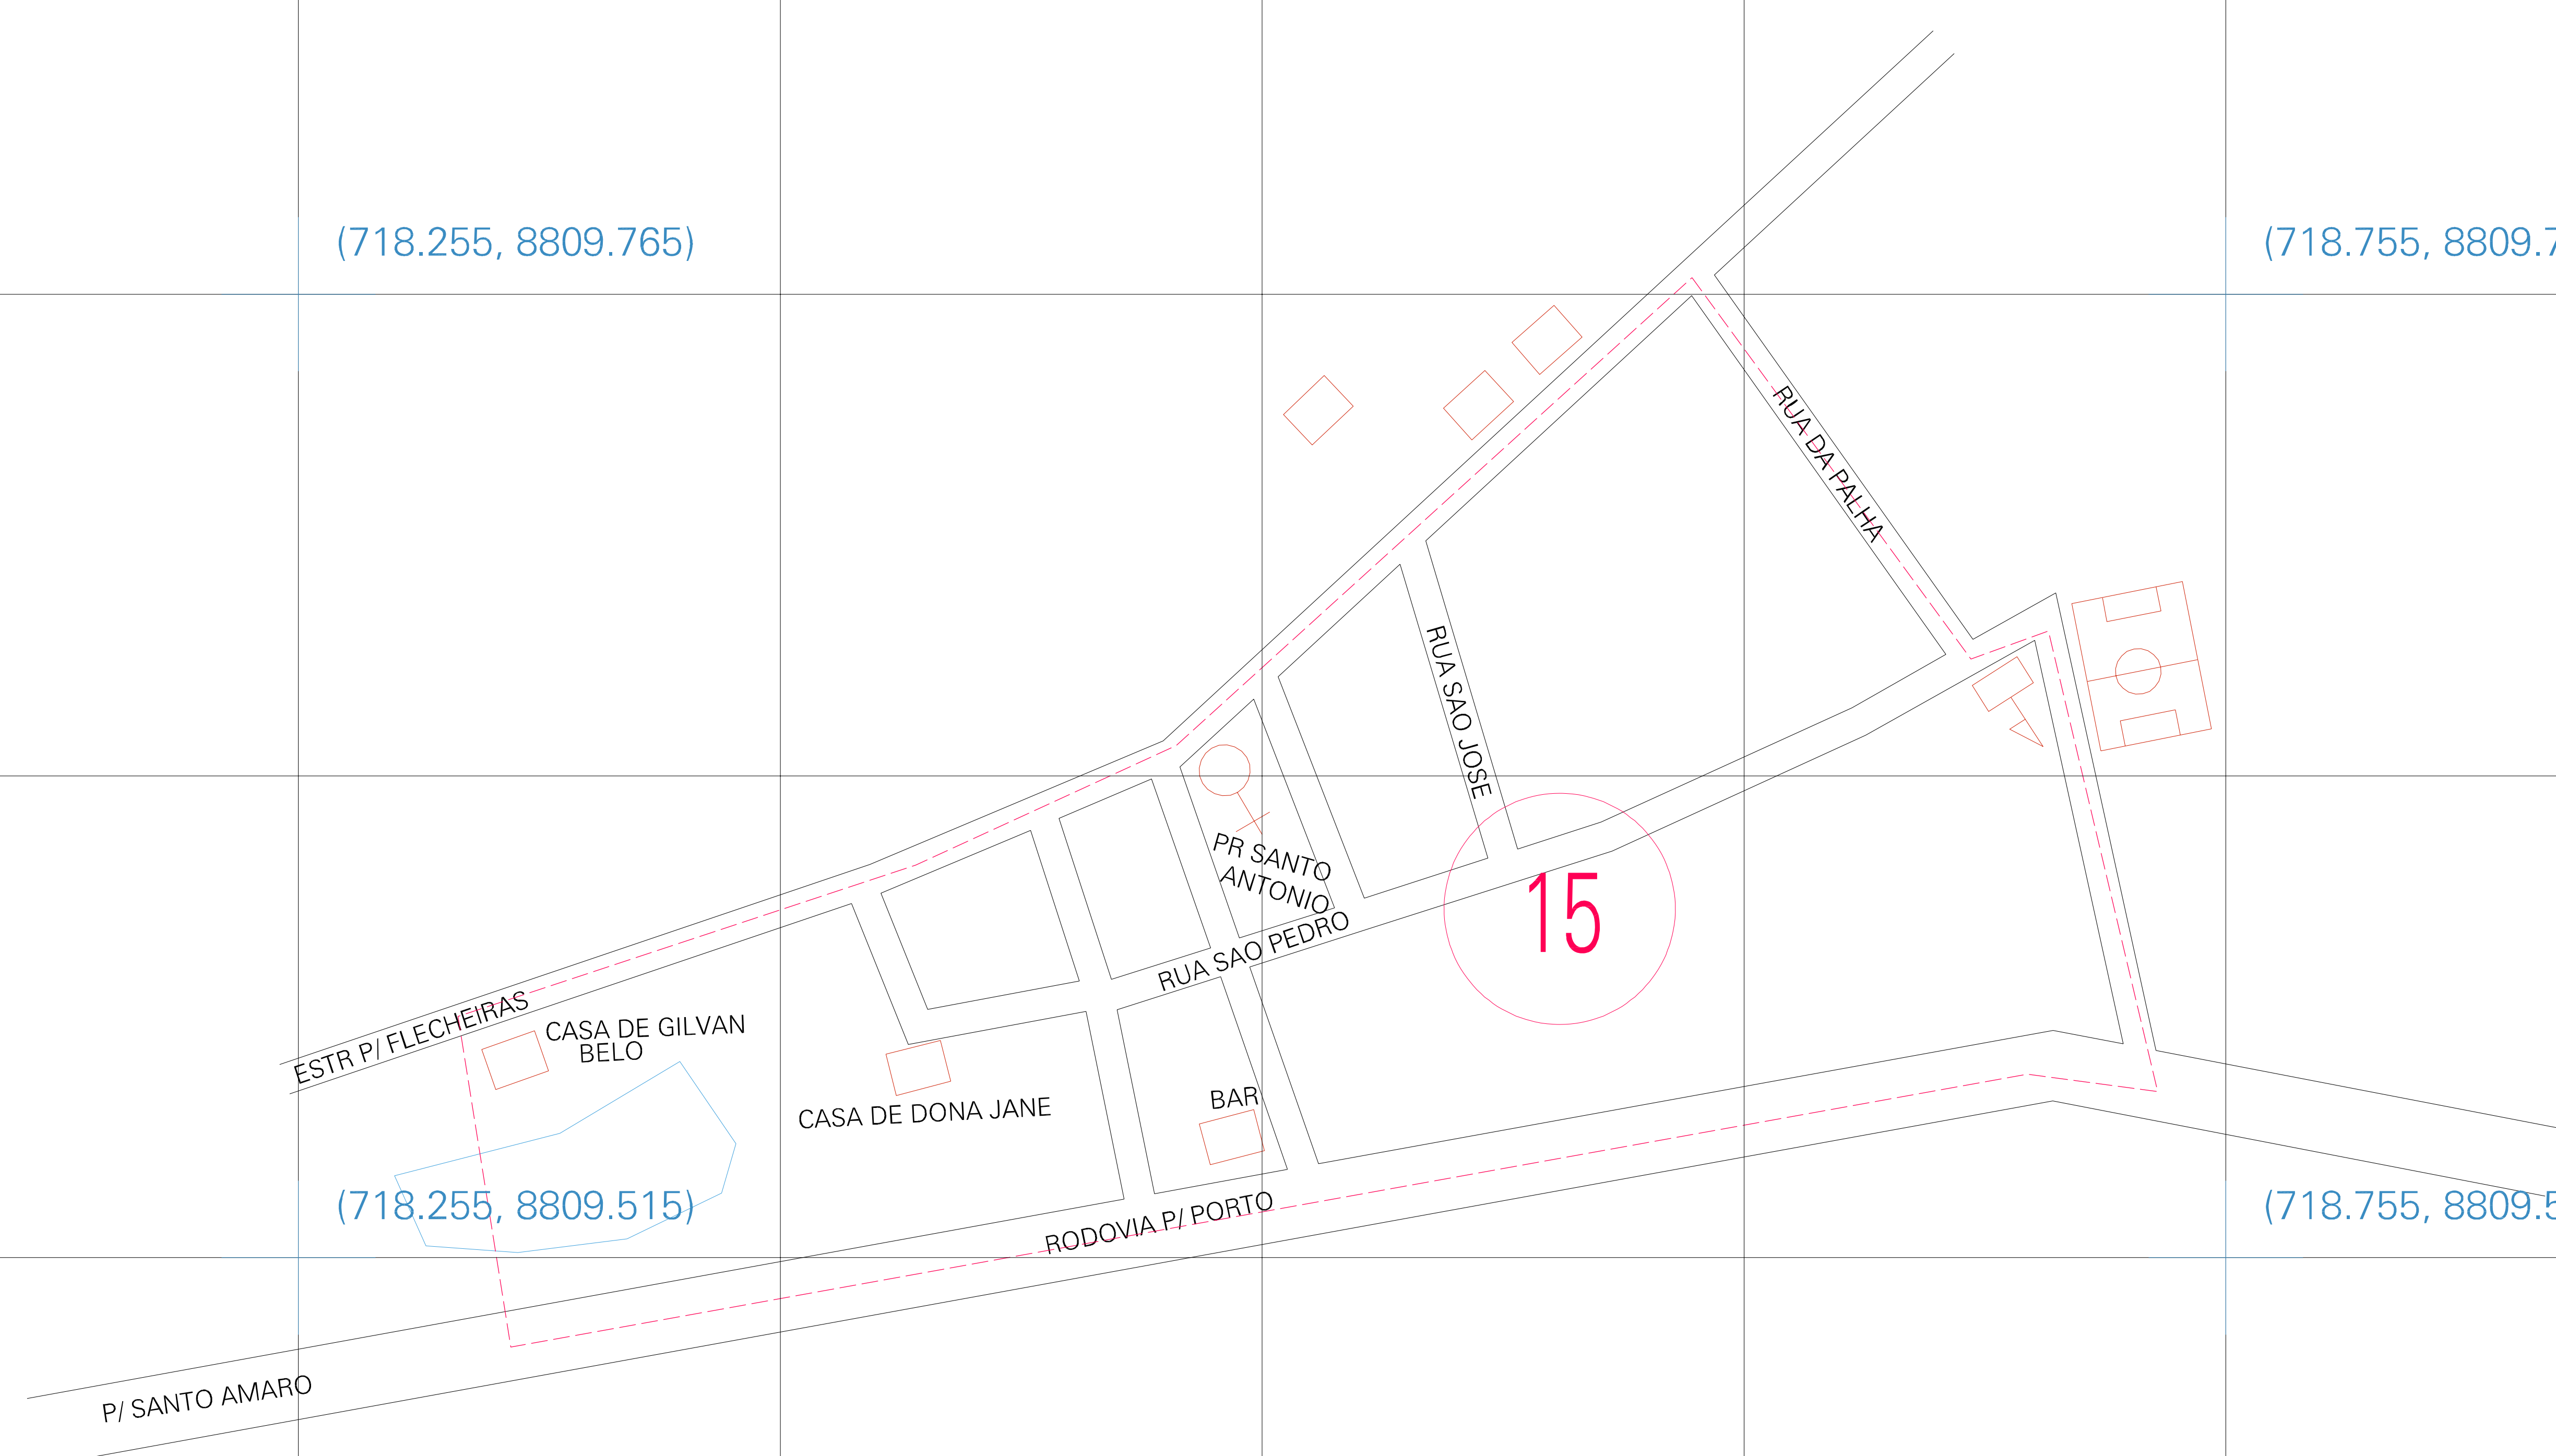 (718.255, 8809.765)
(718.755, 8809.7
RUA DA PALHA
RUA SAO JOSE
PR SANTO
ANTONIO
RUA SAO PEDRO
15
ESTR P/ FLECHEIRAS
CASA DE GILVAN
BELO
CASA DE DONA JANE
BAR
(718.255, 8809.515)
(718.755, 8809.5
RODOVIA P/ PORTO
P/ SANTO AMARO